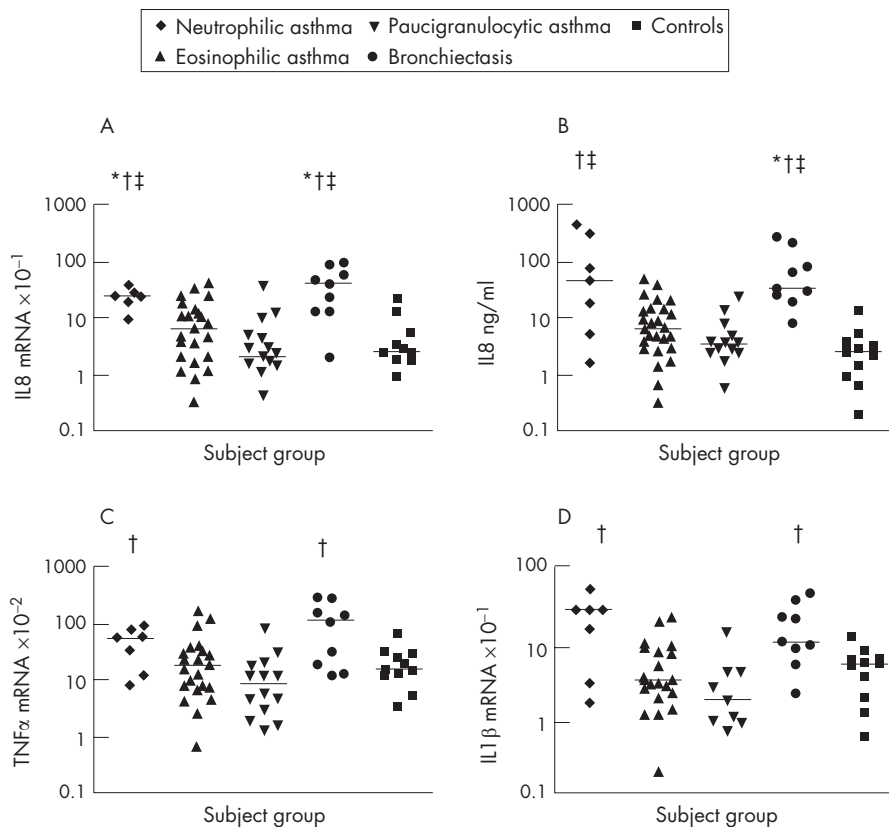 Neutrophilic asthma Paucigranulocytic asthma Controls
Eosinophilic asthma Bronchiectasis
A
*†‡ *†‡
1000
100
10
1
0.1
IL8 mRNA ×10⁻¹
Subject group
B
†‡ *†‡
1000
100
10
1
0.1
IL8 ng/ml
Subject group
C
† †
1000
100
10
1
0.1
TNFα mRNA ×10⁻²
Subject group
D
† †
100
10
1
0.1
IL1β mRNA ×10⁻¹
Subject group